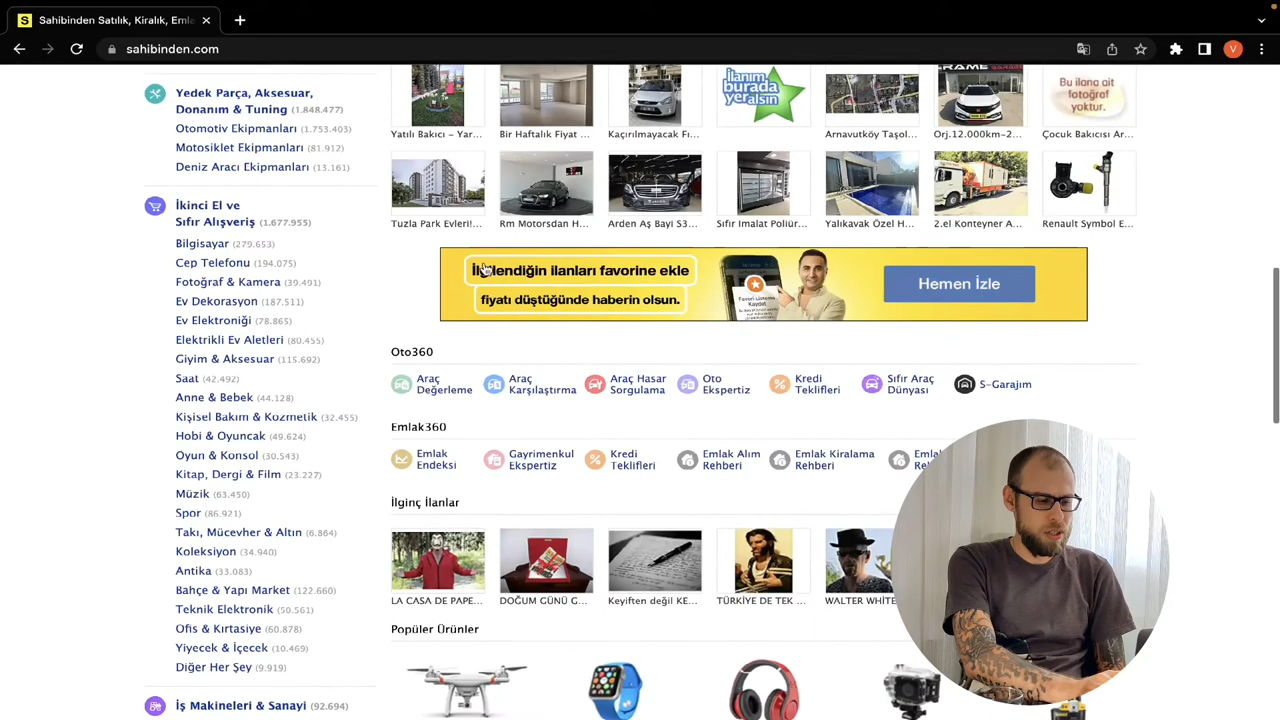 Sahibinden Satılık, Kiralık, Emla
sahibinden.com
V
Yedek Parça, Aksesuar,
Donanım & Tuning (1.848.477)
Otomotiv Ekipmanları (1.753.403)
Motosiklet Ekipmanları (81.912)
Deniz Aracı Ekipmanları (13.161)
İkinci El ve
Sıfır Alışveriş (1.677.955)
Bilgisayar (279.653)
Cep Telefonu (194.075)
Fotoğraf & Kamera (39.491)
Ev Dekorasyon (187.511)
Ev Elektroniği (78.865)
Elektrikli Ev Aletleri (80.455)
Giyim & Aksesuar (115.692)
Saat (42.492)
Anne & Bebek (44.128)
Kişisel Bakım & Kozmetik (32.455)
Hobi & Oyuncak (49.624)
Oyun & Konsol (30.543)
Kitap, Dergi & Film (23.227)
Müzik (63.450)
Spor (86.921)
Takı, Mücevher & Altın (6.864)
Koleksiyon (34.940)
Antika (33.083)
Bahçe & Yapı Market (122.660)
Teknik Elektronik (50.561)
Ofis & Kırtasiye (60.878)
Yiyecek & İçecek (10.469)
Diğer Her Şey (9.919)
İş Makineleri & Sanayi (92.694)
ilanım
burada
yeralsın
Bu ilana ait
fotoğraf
yoktur.
Yatılı Bakıcı - Yar... Bir Haftalık Fiyat ... Kaçırılmayacak Fı... Arnavutköy Taşol... Orj.12.000km-2... Çocuk Bakıcısı Ar...
Tuzla Park Evleri!... Rm Motorsdan H... Arden Aş Bayi S3... Sıfır Imalat Poliür... Yalıkavak Özel H... 2.el Konteyner A... Renault Symbol E...
ilanları favorine ekle
fiyatı düştüğünde haberin olsun.
Hemen İzle
Oto360
Araç Değerleme
Araç Karşılaştırma
Araç Hasar Sorgulama
Oto Ekspertiz
Kredi Teklifleri
Sıfır Araç Dünyası
S-Garajım
Emlak360
Emlak Endeksi
Gayrimenkul Ekspertiz
Kredi Teklifleri
Emlak Alım Rehberi
Emlak Kiralama Rehberi
İlginç İlanlar
LA CASA DE PAPE... DOĞUM GÜNÜ G... Keyiften değil KE... TÜRKİYE DE TEK ... WALTER WHITE
Popüler Ürünler